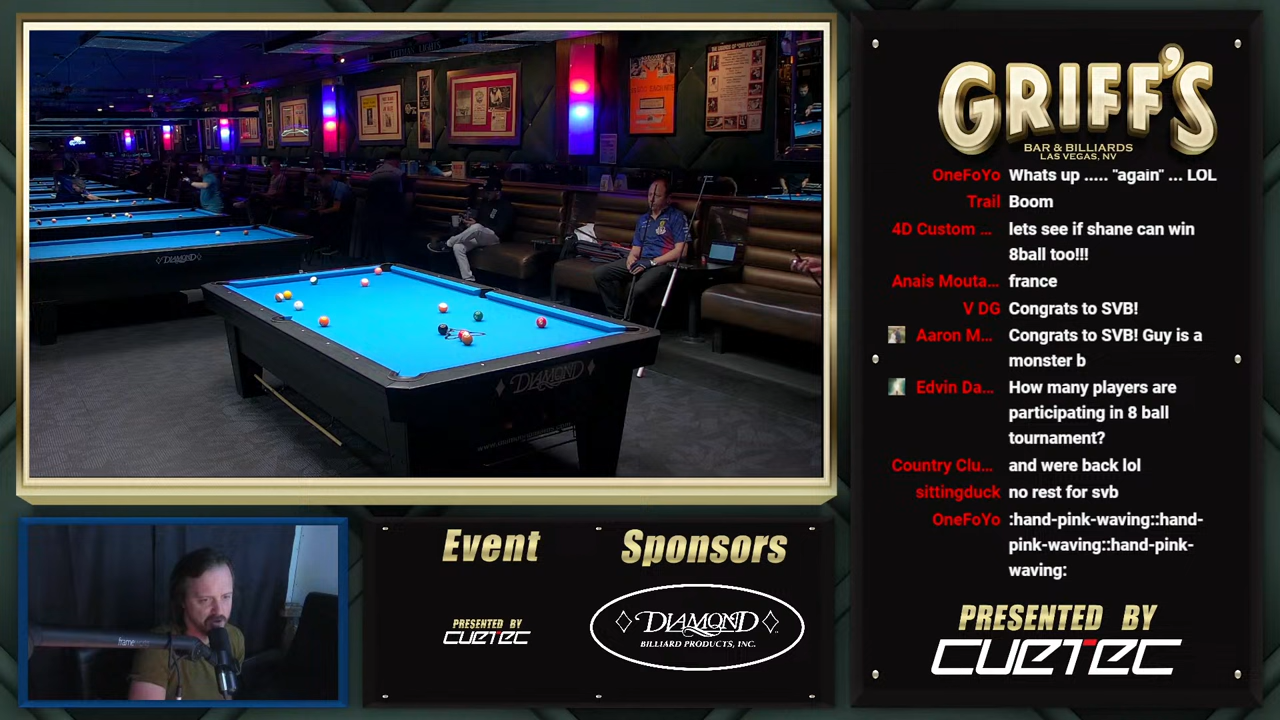 GRIFF'S
BAR & BILLIARDS
LAS VEGAS, NV
OneFoYo Whats up ..... "again" ... LOL
Trail Boom
4D Custom ... lets see if shane can win
8ball too!!!
Anais Mouta... france
V DG Congrats to SVB!
Aaron M... Congrats to SVB! Guy is a
monster b
Edvin Da... How many players are
participating in 8 ball
tournament?
Country Clu... and were back lol
sittingduck no rest for svb
OneFoYo :hand-pink-waving::hand-
pink-waving::hand-pink-
waving:
PRESENTED BY
CUETEC
DIAMOND
DIAMOND
frame
Event
PRESENTED BY
CUETEC
Sponsors
DIAMOND
BILLIARD PRODUCTS, INC.